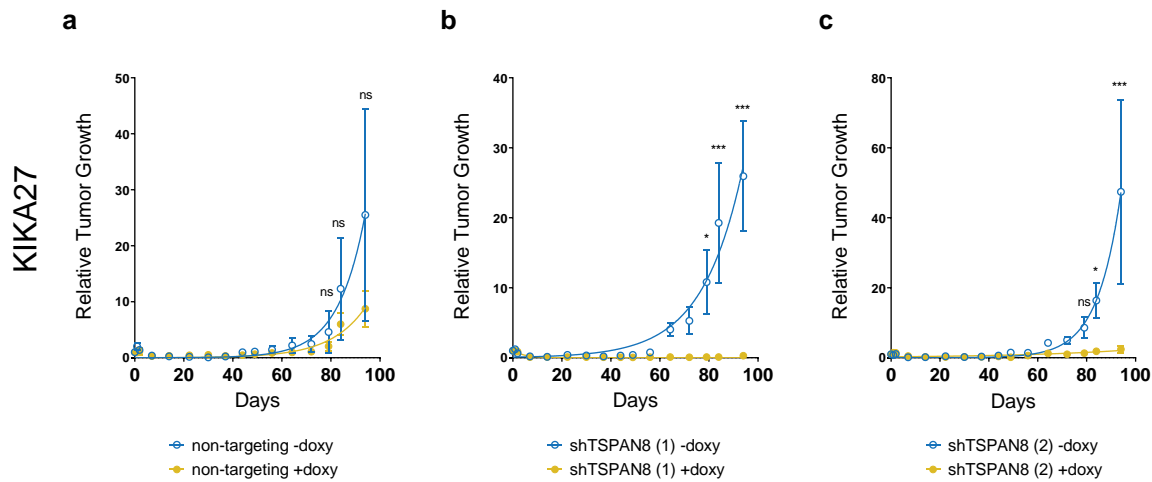 a
b
c
KIKA27
Relative Tumor Growth
50
40
30
20
10
0
0 20 40 60 80 100
Days
ns
ns
ns
non-targeting -doxy
non-targeting +doxy
Relative Tumor Growth
40
30
20
10
0
0 20 40 60 80 100
Days
*
***
***
shTSPAN8 (1) -doxy
shTSPAN8 (1) +doxy
Relative Tumor Growth
80
60
40
20
0
0 20 40 60 80 100
Days
ns
*
***
shTSPAN8 (2) -doxy
shTSPAN8 (2) +doxy